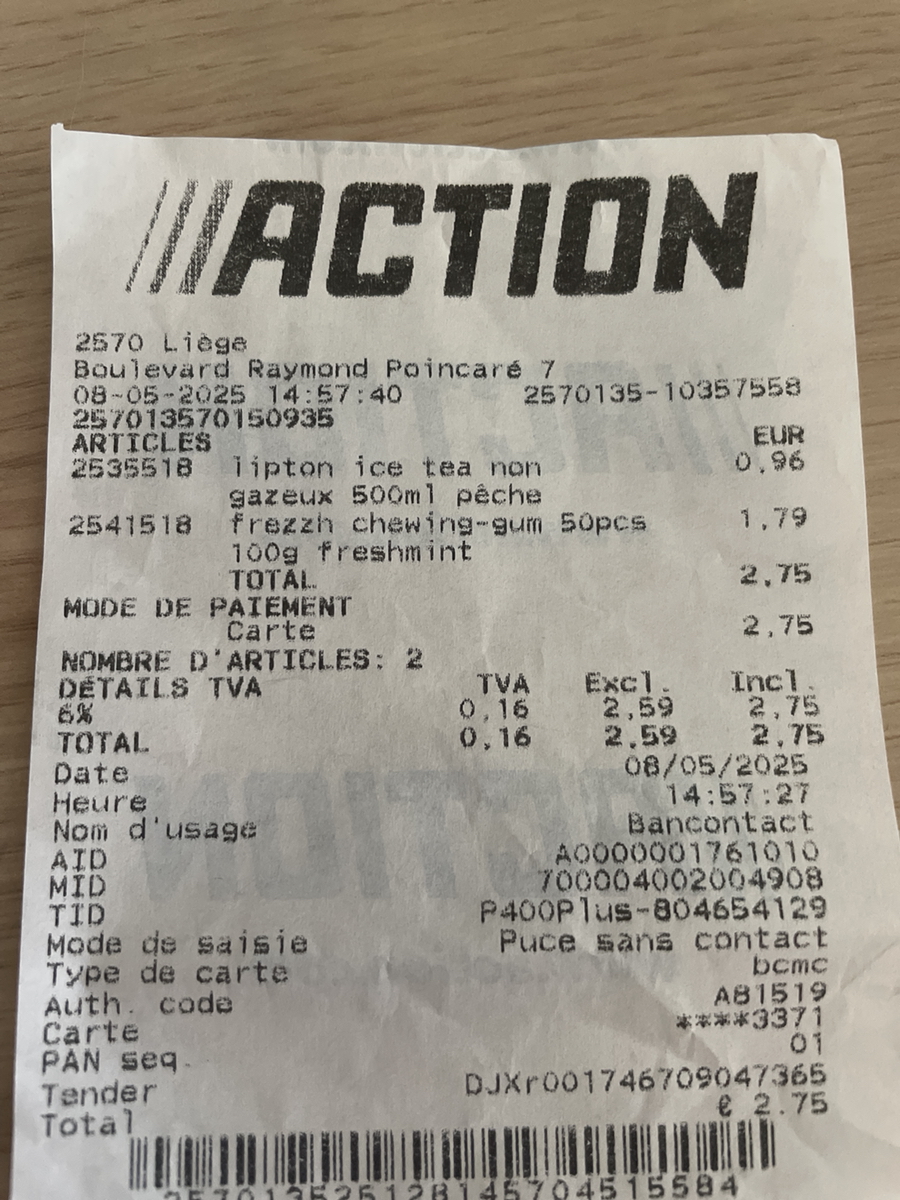 ///ACTION
2570 Liège
Boulevard Raymond Poincaré 7
08-05-2025 14:57:40 2570135-10357558
257013570150935
ARTICLES EUR
2535518 lipton ice tea non 0,96
gazeux 500ml pêche
2541518 frezzh chewing-gum 50pcs 1,79
100g freshmint
TOTAL 2,75
MODE DE PAIEMENT
Carte 2,75
NOMBRE D'ARTICLES: 2
DÉTAILS TVA TVA Excl. Incl.
6% 0,16 2,59 2,75
TOTAL 0,16 2,59 2,75
Date 08/05/2025
Heure 14:57:27
Nom d'usage Bancontact
AID A0000001761010
MID 700004002004908
TID P400Plus-804654129
Mode de saisie Puce sans contact
Type de carte bcmc
Auth. code A81519
Carte ****3371
PAN seq. 01
Tender DJXr001746709047365
Total € 2.75